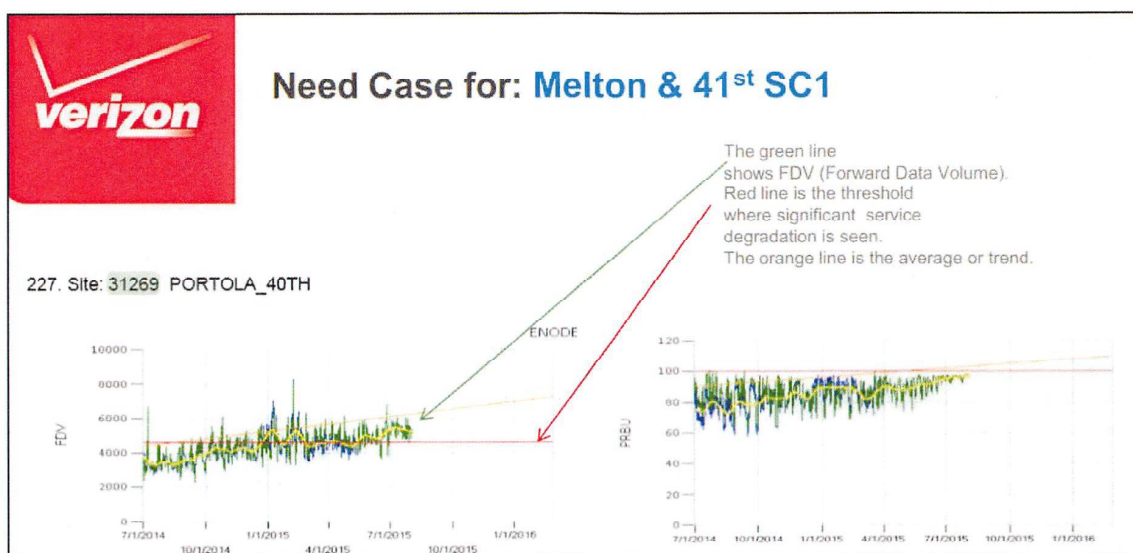 verizon
Need Case for: Melton & 41st SC1
The green line
shows FDV (Forward Data Volume).
Red line is the threshold
where significant service
degradation is seen.
The orange line is the average or trend.
227. Site: 31269 PORTOLA_40TH
ENODE
10000
8000
6000
4000
2000
0
FDV
7/1/2014
10/1/2014
1/1/2015
4/1/2015
7/1/2015
10/1/2015
1/1/2016
120
100
80
60
40
20
0
PRBU
7/1/2014
10/1/2014
1/1/2015
4/1/2015
7/1/2015
10/1/2015
1/1/2016